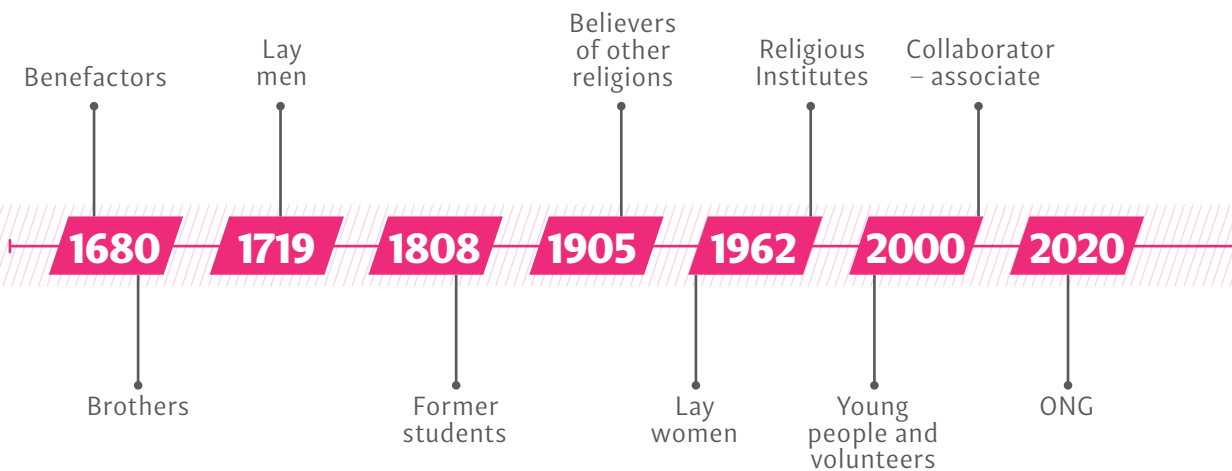 Benefactors
Lay
men
Believers
of other
religions
Religious
Institutes
Collaborator
– associate
1680
1719
1808
1905
1962
2000
2020
Brothers
Former
students
Lay
women
Young
people and
volunteers
ONG